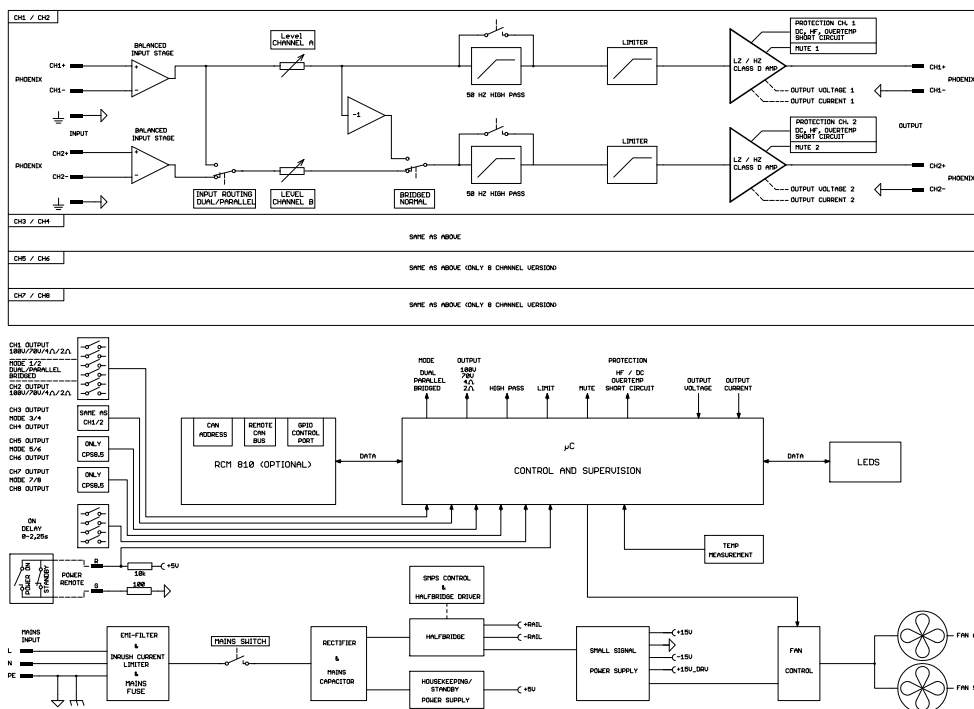 CH1 / CH2
PHOENIX
CH1+
CH1-
INPUT
BALANCED
INPUT STAGE
+
-
Level
CHANNEL A
-1
50 HZ HIGH PASS
LIMITER
LZ / HZ
CLASS D AMP
PROTECTION CH. 1
DC, HF, OVERTEMP
SHORT CIRCUIT
MUTE 1
OUTPUT VOLTAGE 1
OUTPUT CURRENT 1
CH1+
CH1-
PHOENIX
OUTPUT
PHOENIX
CH2+
CH2-
BALANCED
INPUT STAGE
+
-
INPUT ROUTING
DUAL/PARALLEL
LEVEL
CHANNEL B
BRIDGED
NORMAL
50 HZ HIGH PASS
LIMITER
LZ / HZ
CLASS D AMP
PROTECTION CH. 2
DC, HF, OVERTEMP
SHORT CIRCUIT
MUTE 2
OUTPUT VOLTAGE 2
OUTPUT CURRENT 2
CH2+
CH2-
PHOENIX
CH3 / CH4
SAME AS ABOVE
CH5 / CH6
SAME AS ABOVE (ONLY 8 CHANNEL VERSION)
CH7 / CH8
SAME AS ABOVE (ONLY 8 CHANNEL VERSION)
CH1 OUTPUT
100V/70V/4Ω/2Ω
MODE 1/2
DUAL/PARALLEL
BRIDGED
CH2 OUTPUT
100V/70V/4Ω/2Ω
CH3 OUTPUT
MODE 3/4
CH4 OUTPUT
SAME AS
CH1/2
CH5 OUTPUT
MODE 5/6
CH6 OUTPUT
ONLY
CPS8.5
CH7 OUTPUT
MODE 7/8
CH8 OUTPUT
ONLY
CPS8.5
ON
DELAY
0-2,25s
POWER ON
STANDBY
POWER
REMOTE
R
G
10k
100
+5V
CAN
ADDRESS
REMOTE
CAN
BUS
GPIO
CONTROL
PORT
RCM 810 (OPTIONAL)
DATA
MODE
DUAL
PARALLEL
BRIDGED
OUTPUT
100V
70V
4Ω
2Ω
HIGH PASS
LIMIT
MUTE
PROTECTION
HF / DC
OVERTEMP
SHORT CIRCUIT
OUTPUT
VOLTAGE
OUTPUT
CURRENT
µC
CONTROL AND SUPERVISION
DATA
LEDS
TEMP
MEASUREMENT
MAINS
INPUT
L
N
PE
EMI-FILTER
&
INRUSH CURRENT
LIMITER
&
MAINS
FUSE
MAINS SWITCH
RECTIFIER
&
MAINS
CAPACITOR
SMPS CONTROL
&
HALFBRIDGE DRIVER
HALFBRIDGE
+RAIL
-RAIL
HOUSEKEEPING/
STANDBY
POWER SUPPLY
+5V
SMALL SIGNAL
POWER SUPPLY
+15V
-15V
+15V_DRV
FAN
CONTROL
FAN
FAN